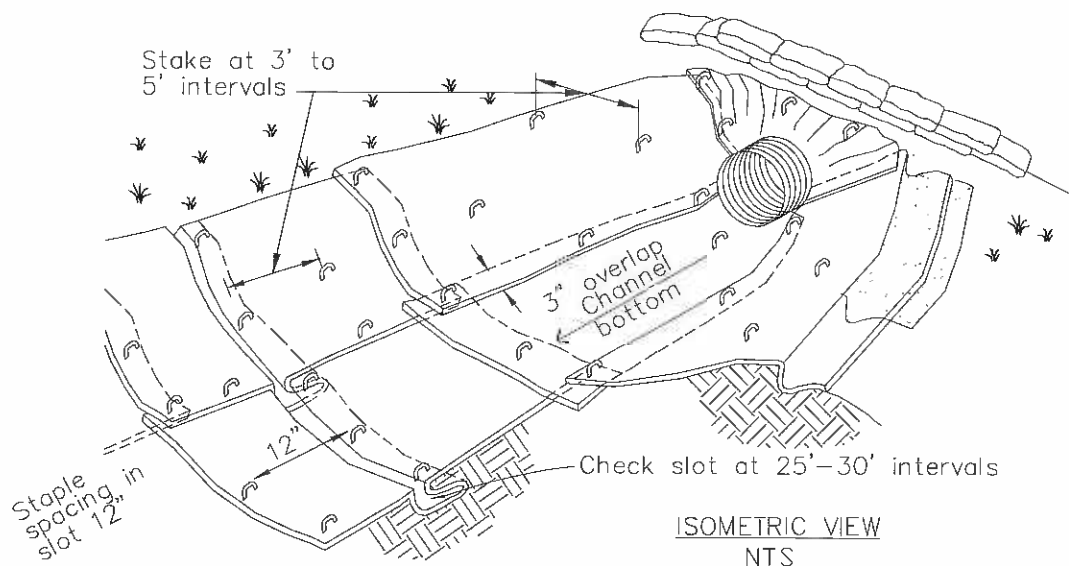 Stake at 3' to
5' intervals
3" overlap
Channel
bottom
12"
Staple
spacing in
slot 12"
Check slot at 25'-30' intervals
ISOMETRIC VIEW
NTS